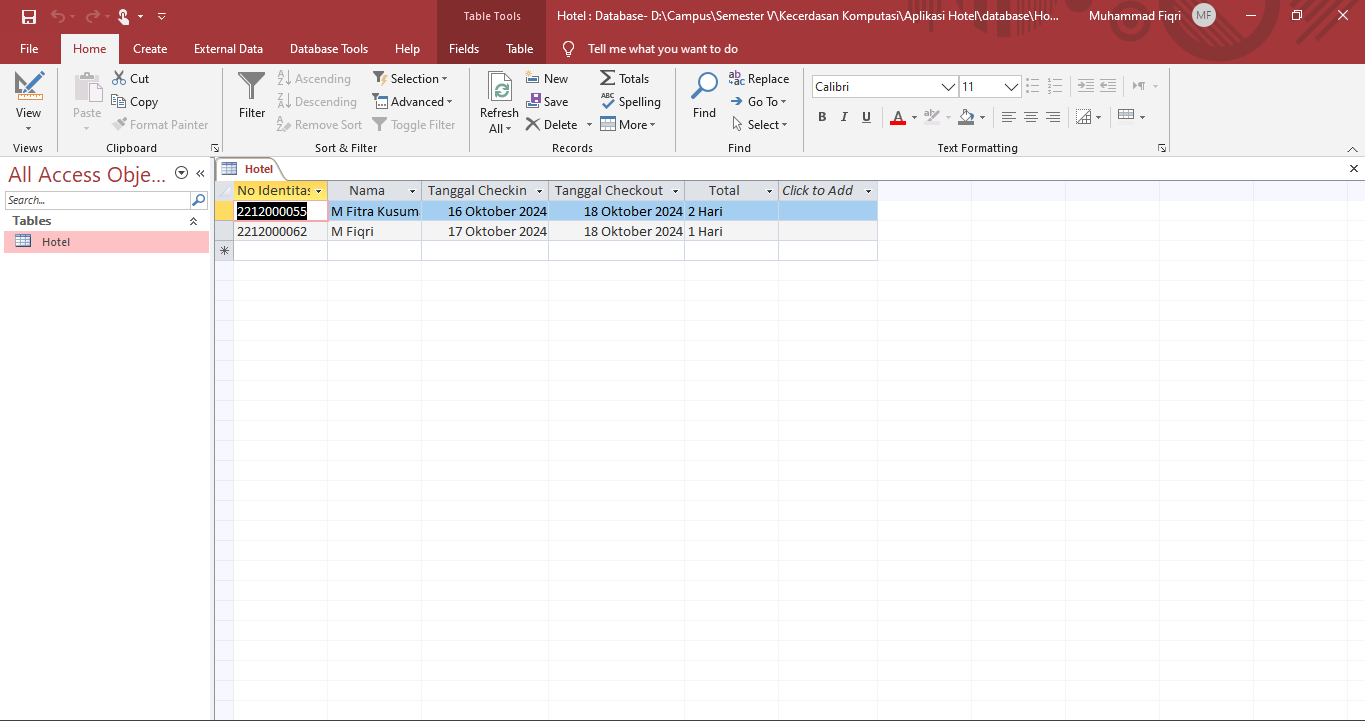 Table Tools
Hotel : Database- D:\Campus\Semester V\Kecerdasan Komputasi\Aplikasi Hotel\database\Ho...
Muhammad Fiqri
MF
File Home Create External Data Database Tools Help Fields Table Tell me what you want to do
View
Views
Paste
Cut
Copy
Format Painter
Clipboard
Filter
Ascending
Descending
Remove Sort
Selection
Advanced
Toggle Filter
Sort & Filter
Refresh
All
New
Save
Delete
Totals
Spelling
More
Records
Find
Replace
Go To
Select
Find
Calibri 11
B I U
Text Formatting
All Access Obje...
Search...
Tables
Hotel
Hotel
No Identitas Nama Tanggal Checkin Tanggal Checkout Total Click to Add
2212000055 M Fitra Kusuma 16 Oktober 2024 18 Oktober 2024 2 Hari
2212000062 M Fiqri 17 Oktober 2024 18 Oktober 2024 1 Hari